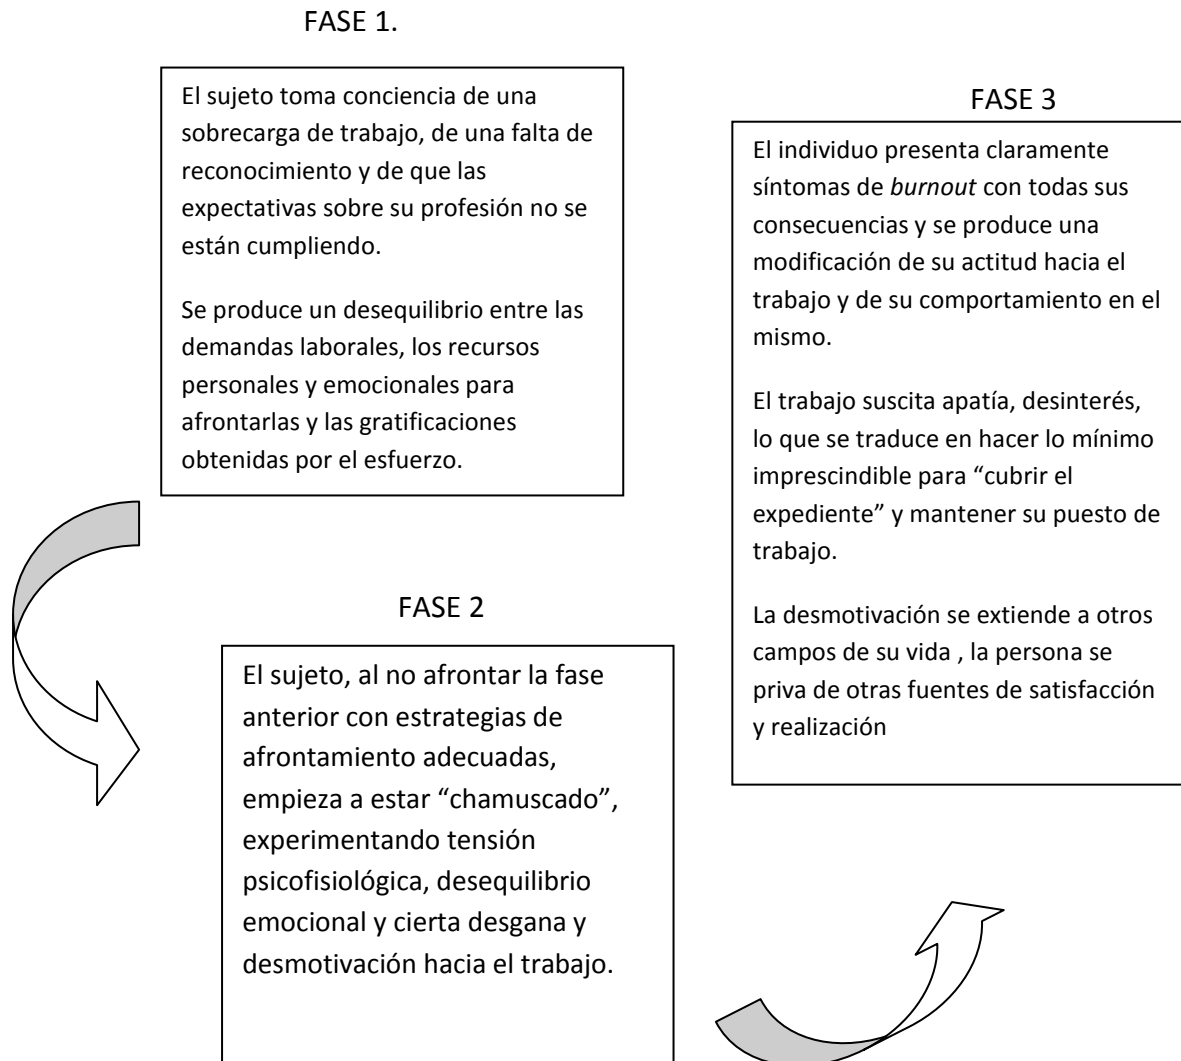 FASE 1.
El sujeto toma conciencia de una
sobrecarga de trabajo, de una falta de
reconocimiento y de que las
expectativas sobre su profesión no se
están cumpliendo.
Se produce un desequilibrio entre las
demandas laborales, los recursos
personales y emocionales para
afrontarlas y las gratificaciones
obtenidas por el esfuerzo.
FASE 2
El sujeto, al no afrontar la fase
anterior con estrategias de
afrontamiento adecuadas,
empieza a estar “chamuscado”,
experimentando tensión
psicofisiológica, desequilibrio
emocional y cierta desgana y
desmotivación hacia el trabajo.
FASE 3
El individuo presenta claramente
síntomas de burnout con todas sus
consecuencias y se produce una
modificación de su actitud hacia el
trabajo y de su comportamiento en el
mismo.
El trabajo suscita apatía, desinterés,
lo que se traduce en hacer lo mínimo
imprescindible para “cubrir el
expediente” y mantener su puesto de
trabajo.
La desmotivación se extiende a otros
campos de su vida , la persona se
priva de otras fuentes de satisfacción
y realización